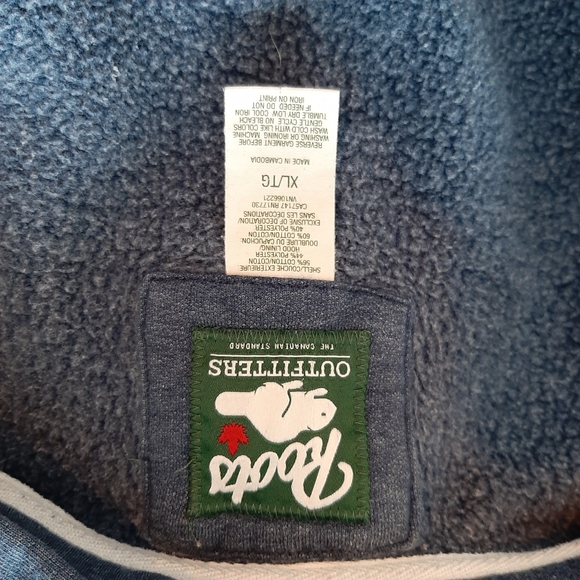 Roots
OUTFITTERS
THE CANADIAN STANDARD
SHELL/COUCHE EXTERIEURE
56% COTTON/COTON
44% POLYESTER
HOOD LINING/
DOUBLURE DU CAPUCHON
60% COTTON/COTON
40% POLYESTER
EXCLUSIVE OF DECORATION/
SANS LES DECORATIONS
CA57147 RN17730
VN1066221
XL/TG
MADE IN CAMBODIA
REVERSE GARMENT BEFORE
WASHING OR IRONING MACHINE
WASH COLD WITH LIKE COLORS
GENTLE CYCLE NO BLEACH
TUMBLE DRY LOW COOL IRON
IF NEEDED DO NOT
IRON ON PRINT